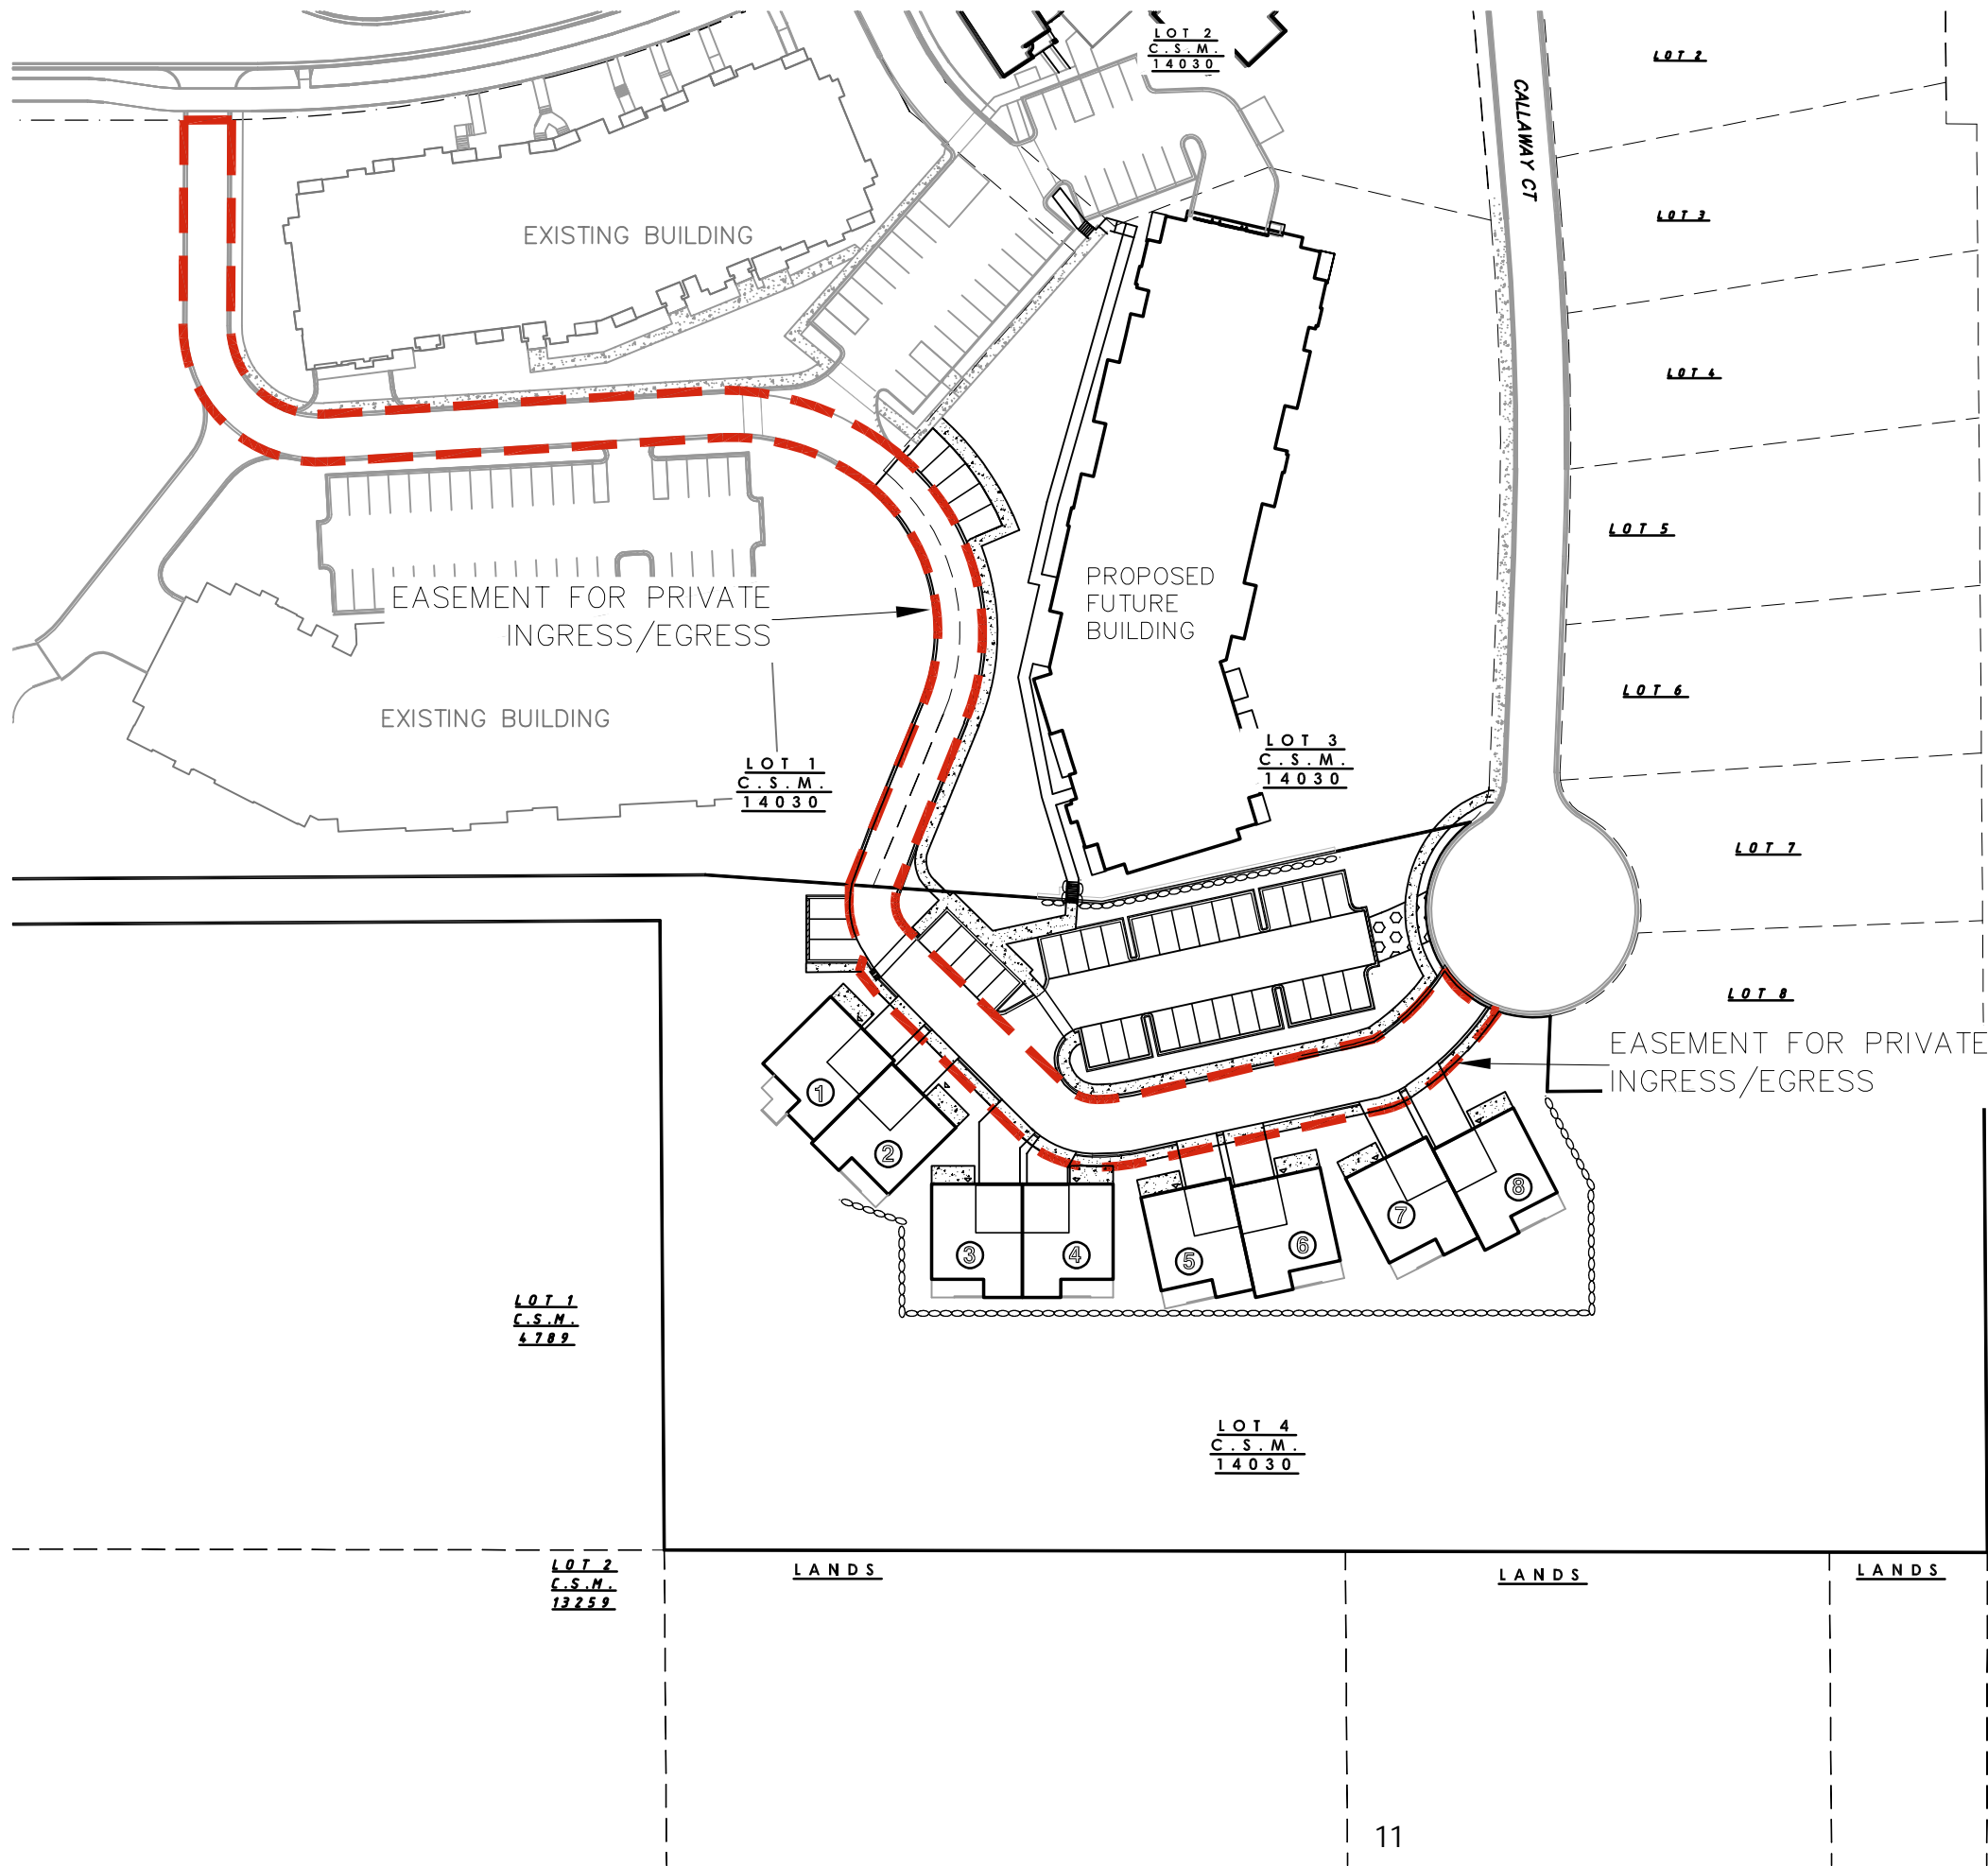 LOT 2
C.S.M.
14030
CALLAWAY CT
LOT 2
LOT 3
LOT 4
LOT 5
LOT 6
LOT 7
LOT 8
EXISTING BUILDING
EASEMENT FOR PRIVATE
INGRESS/EGRESS
PROPOSED
FUTURE
BUILDING
EXISTING BUILDING
LOT 1
C.S.M.
14030
LOT 3
C.S.M.
14030
EASEMENT FOR PRIVATE
INGRESS/EGRESS
1
2
3
4
5
6
7
8
LOT 1
C.S.M.
4789
LOT 4
C.S.M.
14030
LOT 2
C.S.M.
13259
LANDS
LANDS
LANDS
11